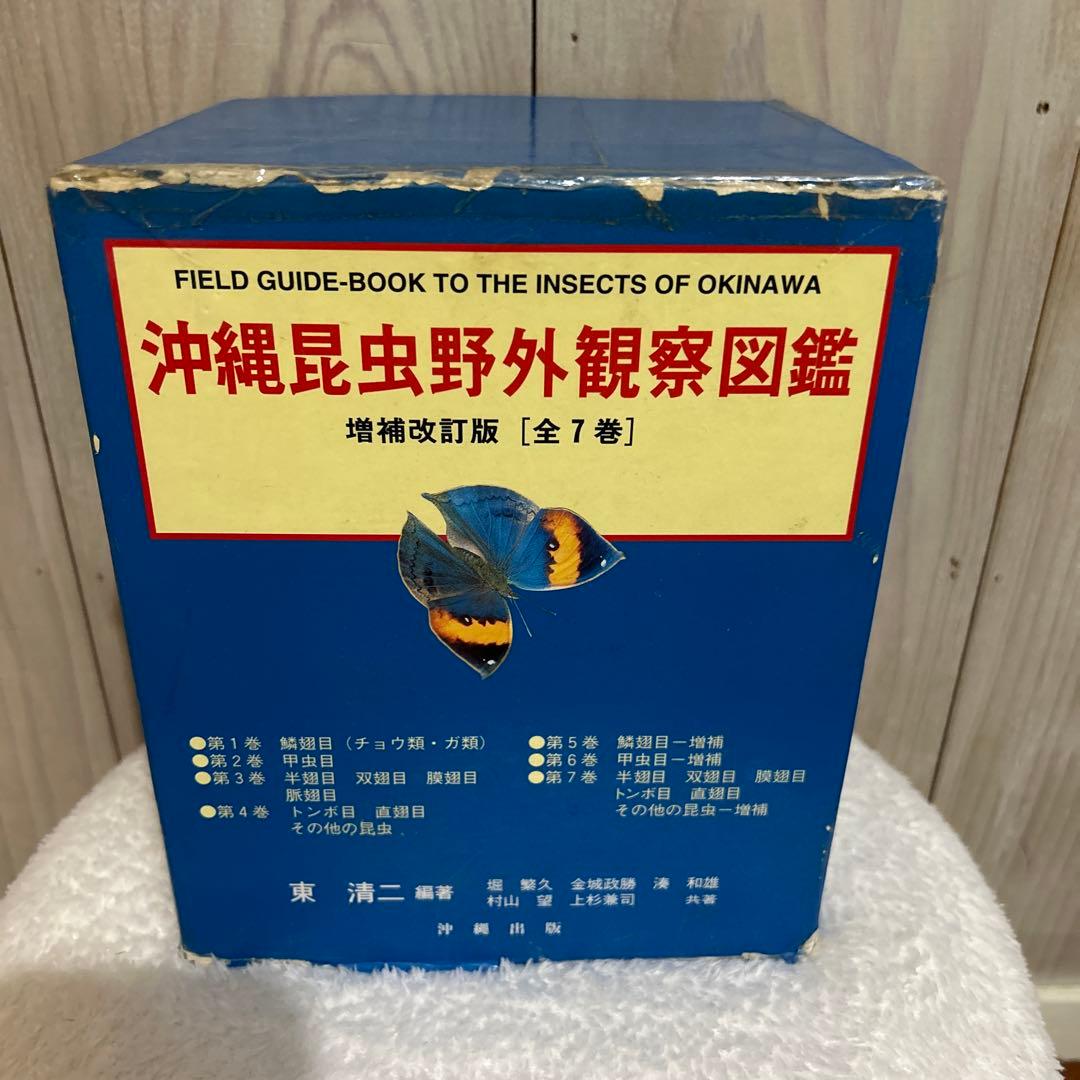 FIELD GUIDE-BOOK TO THE INSECTS OF OKINAWA
沖縄昆虫野外観察図鑑
増補改訂版 [全7巻]
●第1巻 鱗翅目（チョウ類・ガ類）
●第2巻 甲虫目
●第3巻 半翅目 双翅目 膜翅目
脈翅目
●第4巻 トンボ目 直翅目
その他の昆虫
●第5巻 鱗翅目－増補
●第6巻 甲虫目－増補
●第7巻 半翅目 双翅目 膜翅目
トンボ目 直翅目
その他の昆虫－増補
東 清二 編著
堀 繁久 金城政勝 湊 和雄
村山 望 上杉兼司 共著
沖縄出版